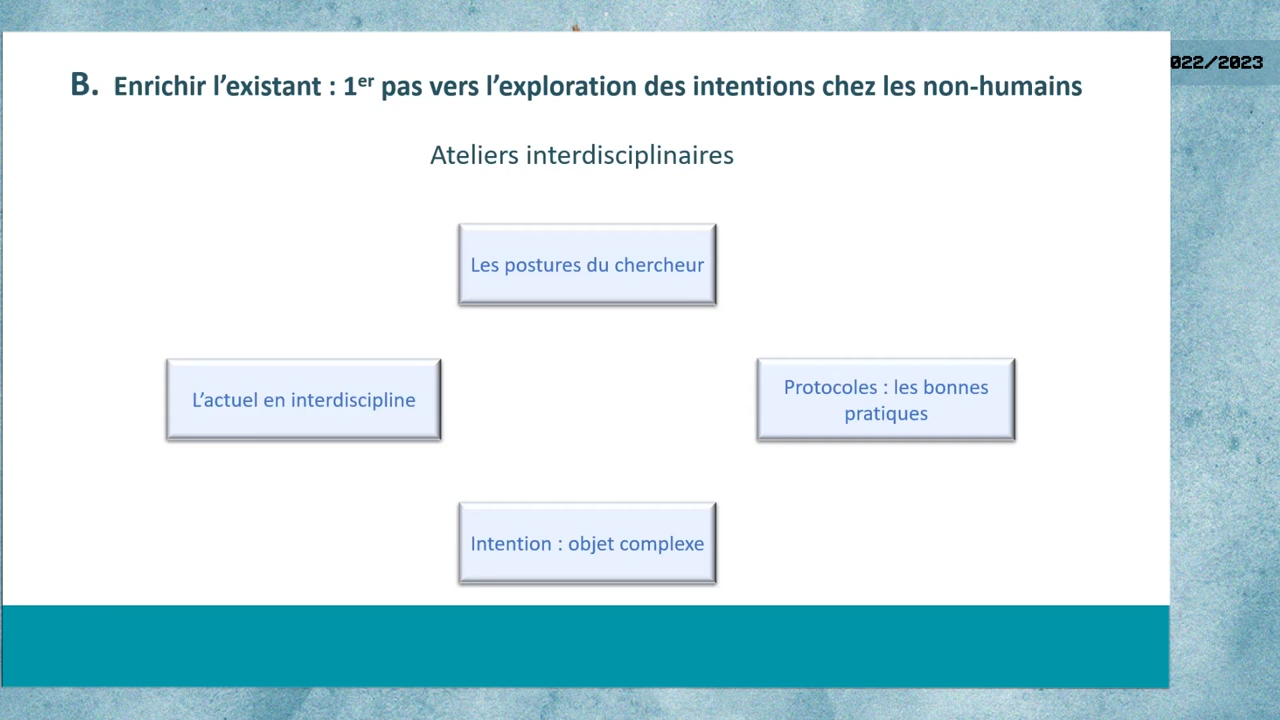 022/2023
B. Enrichir l’existant : 1er pas vers l’exploration des intentions chez les non-humains
Ateliers interdisciplinaires
Les postures du chercheur
L’actuel en interdiscipline
Protocoles : les bonnes
pratiques
Intention : objet complexe